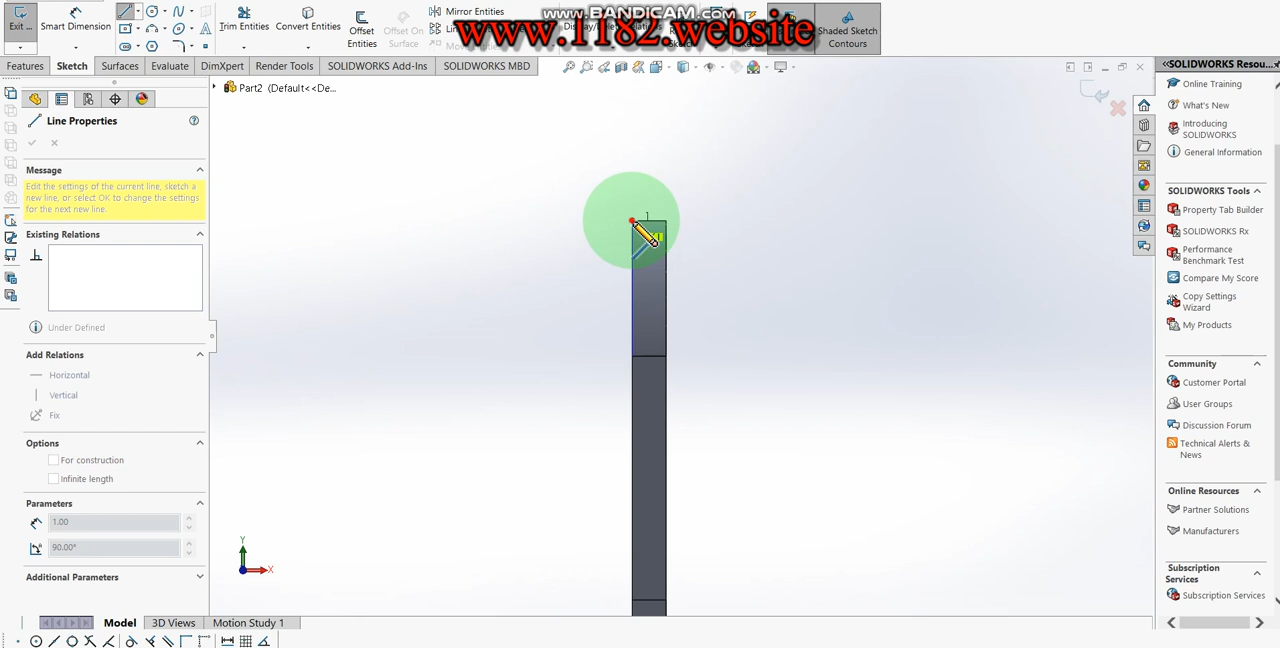 www.BANDICAM.com
www.1182.website
Exit ...
Smart Dimension
Trim Entities
Convert Entities
Offset
Entities
Offset On
Surface
Mirror Entities
Shaded Sketch
Contours
Features
Sketch
Surfaces
Evaluate
DimXpert
Render Tools
SOLIDWORKS Add-Ins
SOLIDWORKS MBD
Part2 (Default<<De...
Line Properties
Message
Edit the settings of the current line, sketch a
new line, or select OK to change the settings
for the next new line.
Existing Relations
Under Defined
Add Relations
Horizontal
Vertical
Fix
Options
For construction
Infinite length
Parameters
1.00
90.00°
Additional Parameters
1
Y
X
Model
3D Views
Motion Study 1
SOLIDWORKS Resou...
Online Training
What's New
Introducing
SOLIDWORKS
General Information
SOLIDWORKS Tools
Property Tab Builder
SOLIDWORKS Rx
Performance
Benchmark Test
Compare My Score
Copy Settings
Wizard
My Products
Community
Customer Portal
User Groups
Discussion Forum
Technical Alerts &
News
Online Resources
Partner Solutions
Manufacturers
Subscription
Services
Subscription Services